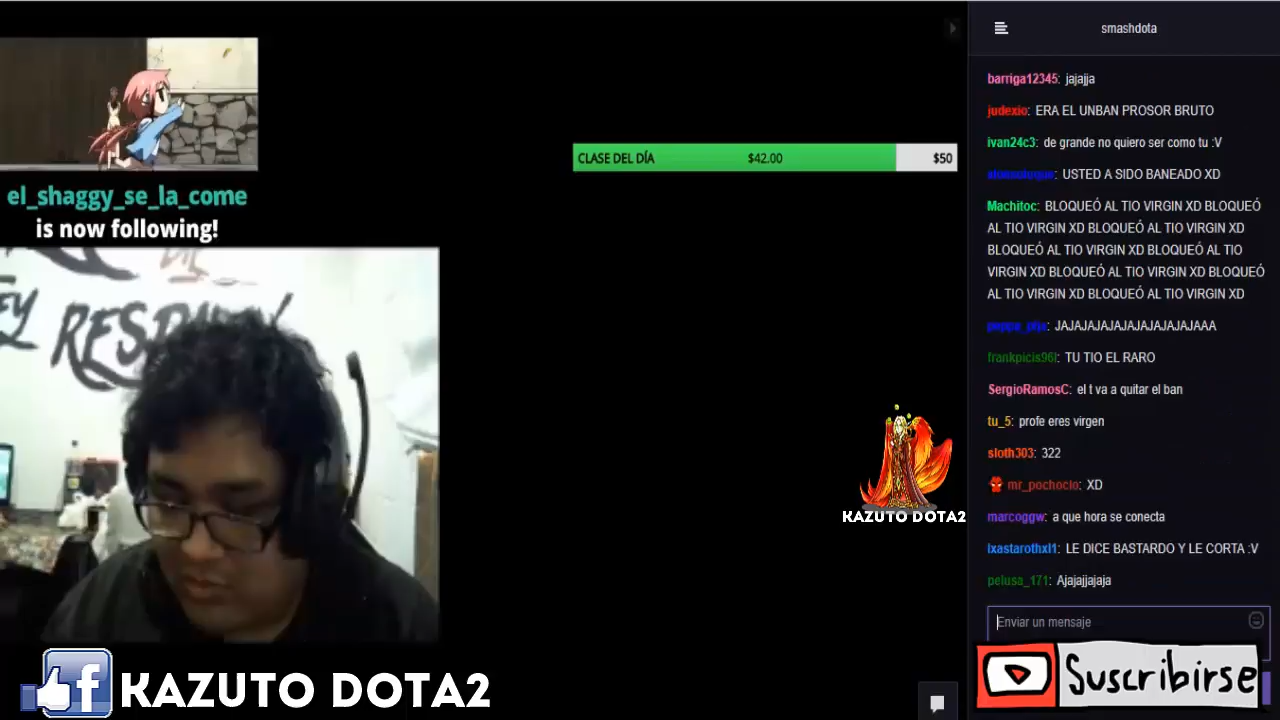 smashdota
barriga12345: jajajja
judexio: ERA EL UNBAN PROSOR BRUTO
ivan24c3: de grande no quiero ser como tu :V
USTED A SIDO BANEADO XD
Machitoc: BLOQUEÓ AL TIO VIRGIN XD BLOQUEÓ
AL TIO VIRGIN XD BLOQUEÓ AL TIO VIRGIN XD
BLOQUEÓ AL TIO VIRGIN XD BLOQUEÓ AL TIO
VIRGIN XD BLOQUEÓ AL TIO VIRGIN XD BLOQUEÓ
AL TIO VIRGIN XD BLOQUEÓ AL TIO VIRGIN XD
JAJAJAJAJAJAJAJAJAJAAA
frankpicis96l: TU TIO EL RARO
SergioRamosC: el t va a quitar el ban
tu_5: profe eres virgen
sloth303: 322
mr_pochoclo: XD
marcoggw: a que hora se conecta
lxastarothxl1: LE DICE BASTARDO Y LE CORTA :V
pelusa_171: Ajajajjajaja
Enviar un mensaje
Suscribirse
CLASE DEL DÍA $42.00 $50
el_shaggy_se_la_come
is now following!
KAZUTO DOTA2
f KAZUTO DOTA2